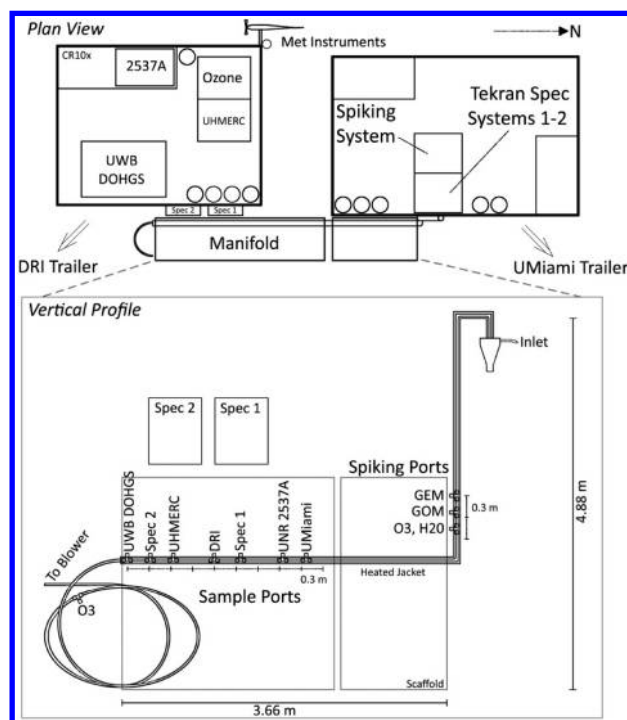 Plan View
N
Met Instruments
CR10x
2537A
Ozone
UHMERC
UWB
DOHGS
Spec 2
Spec 1
Spiking
System
Tekran Spec
Systems 1-2
Manifold
DRI Trailer
UMiami Trailer
Vertical Profile
Inlet
Spec 2
Spec 1
Spiking Ports
GEM
GOM
O3, H20
0.3 m
4.88 m
UWB DOHGS
Spec 2
UHMERC
DRI
Spec 1
UNR 2537A
UMiami
To Blower
O3
0.3 m
Heated Jacket
Sample Ports
Scaffold
3.66 m